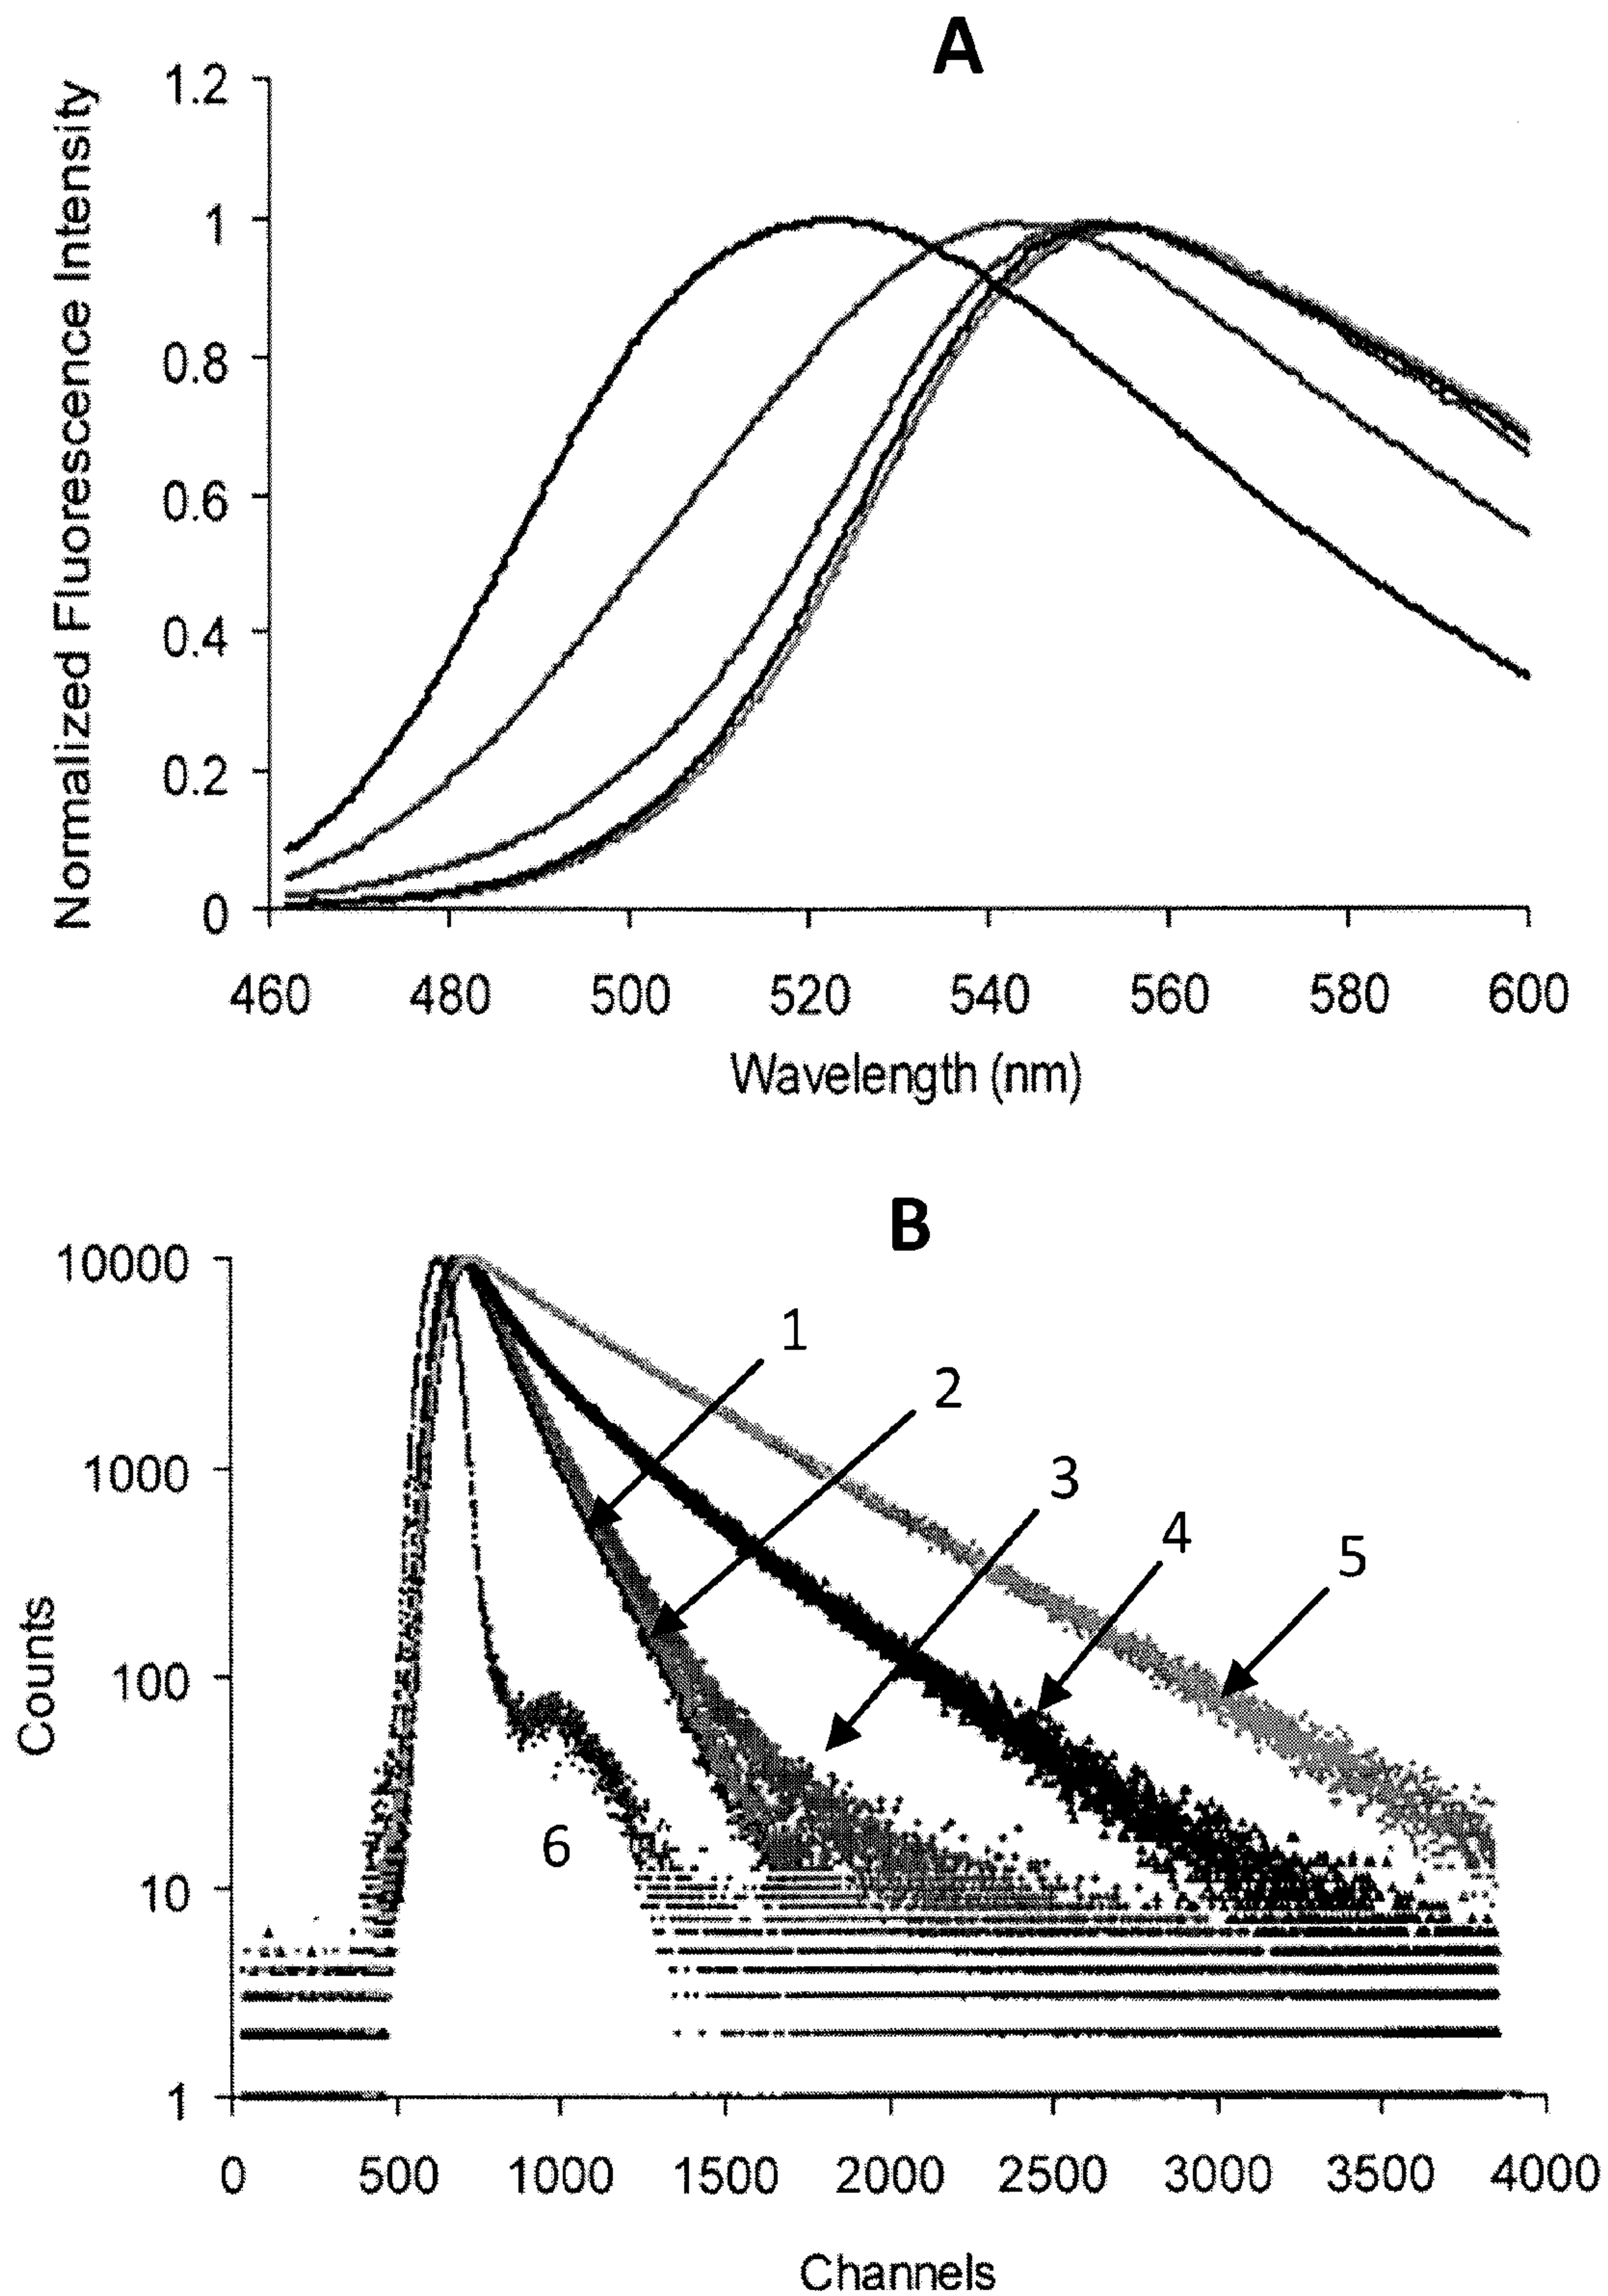 A
Normalized Fluorescence Intensity
1.2
1
0.8
0.6
0.4
0.2
0
460 480 500 520 540 560 580 600
Wavelength (nm)
B
Counts
10000
1000
100
10
1
1
2
3
4
5
6
0 500 1000 1500 2000 2500 3000 3500 4000
Channels